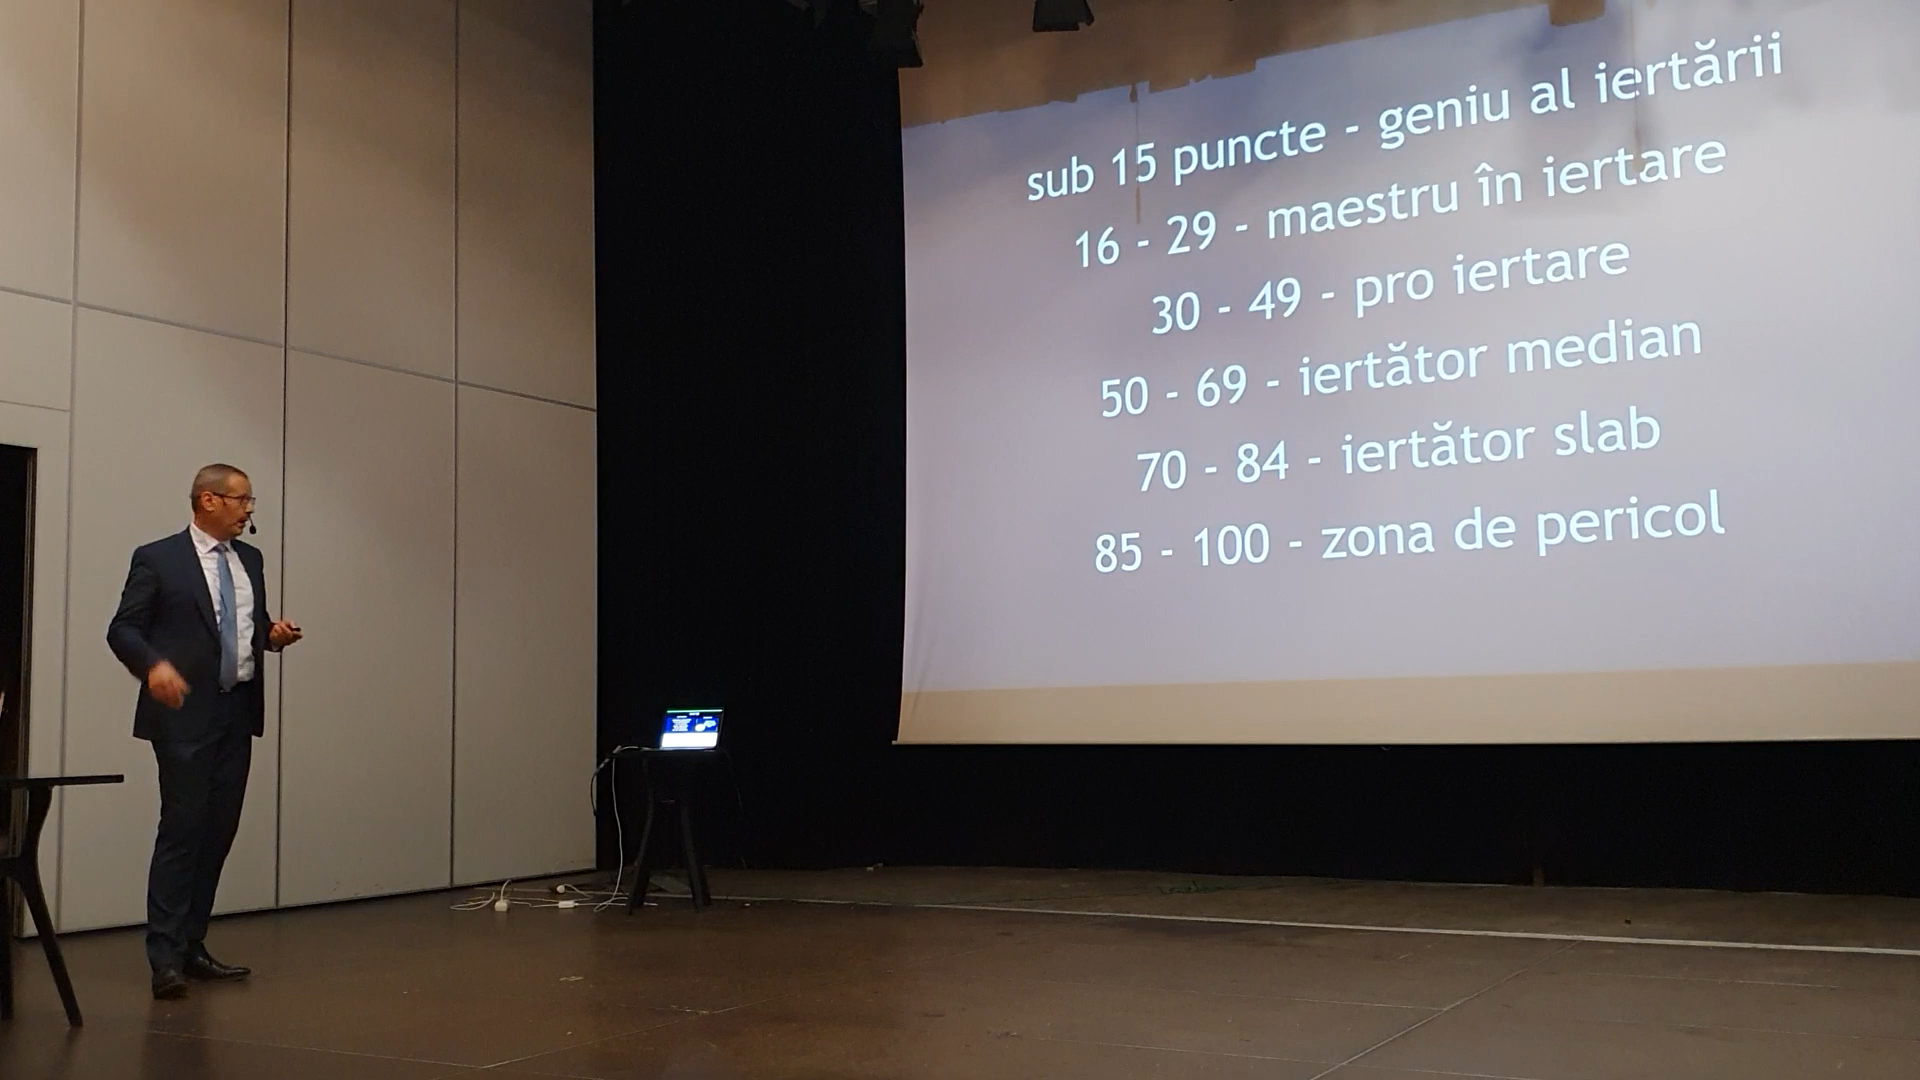 sub 15 puncte - geniu al iertării
16 - 29 - maestru în iertare
30 - 49 - pro iertare
50 - 69 - iertător median
70 - 84 - iertător slab
85 - 100 - zona de pericol